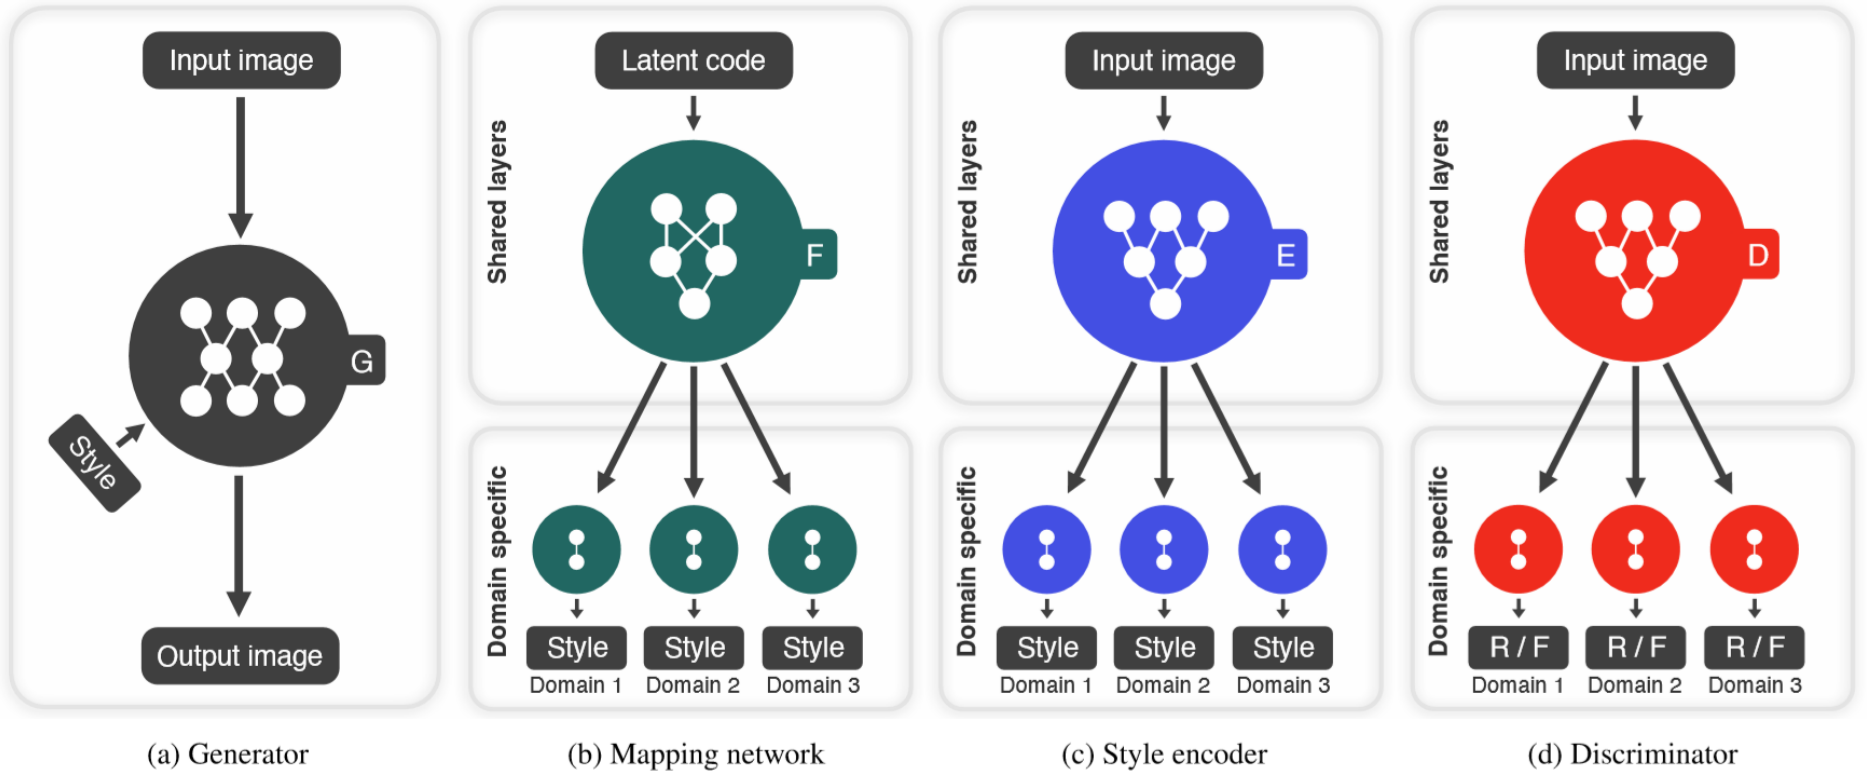 Input image
G
Style
Output image
(a) Generator
Latent code
Shared layers
F
Domain specific
Style Style Style
Domain 1 Domain 2 Domain 3
(b) Mapping network
Input image
Shared layers
E
Domain specific
Style Style Style
Domain 1 Domain 2 Domain 3
(c) Style encoder
Input image
Shared layers
D
Domain specific
R / F R / F R / F
Domain 1 Domain 2 Domain 3
(d) Discriminator